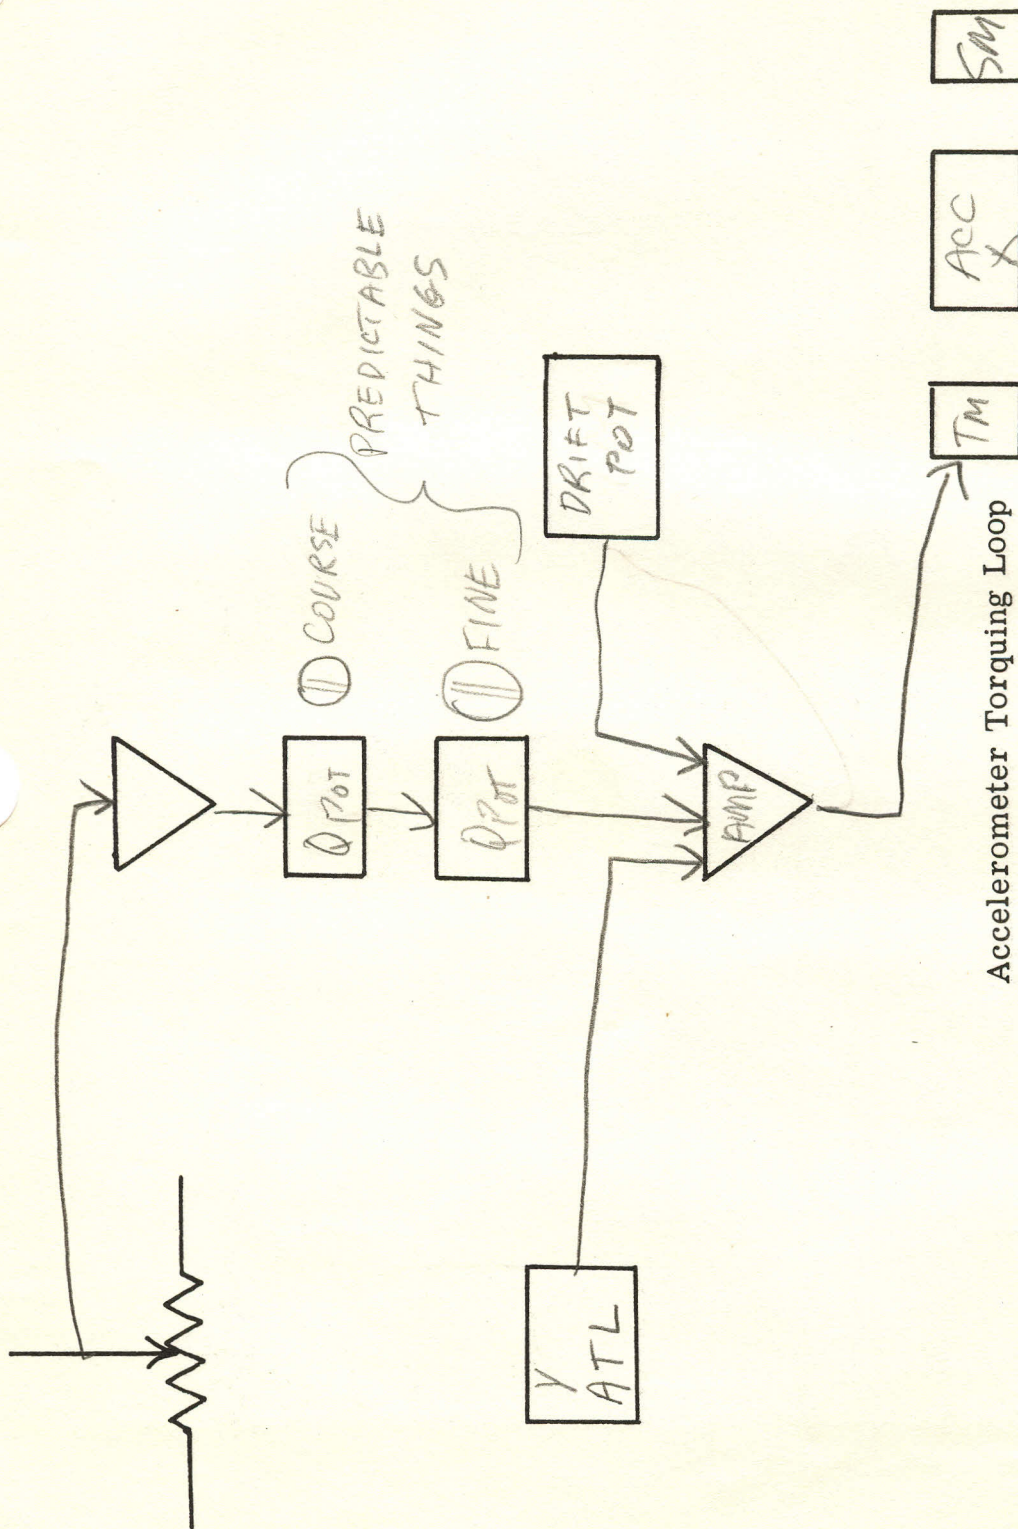 Q POT
COURSE
PREDICTABLE
THINGS
Q POT
FINE
Y
ATL
DRIFT
POT
AMP
TM
ACC
X
SM
Accelerometer Torquing Loop